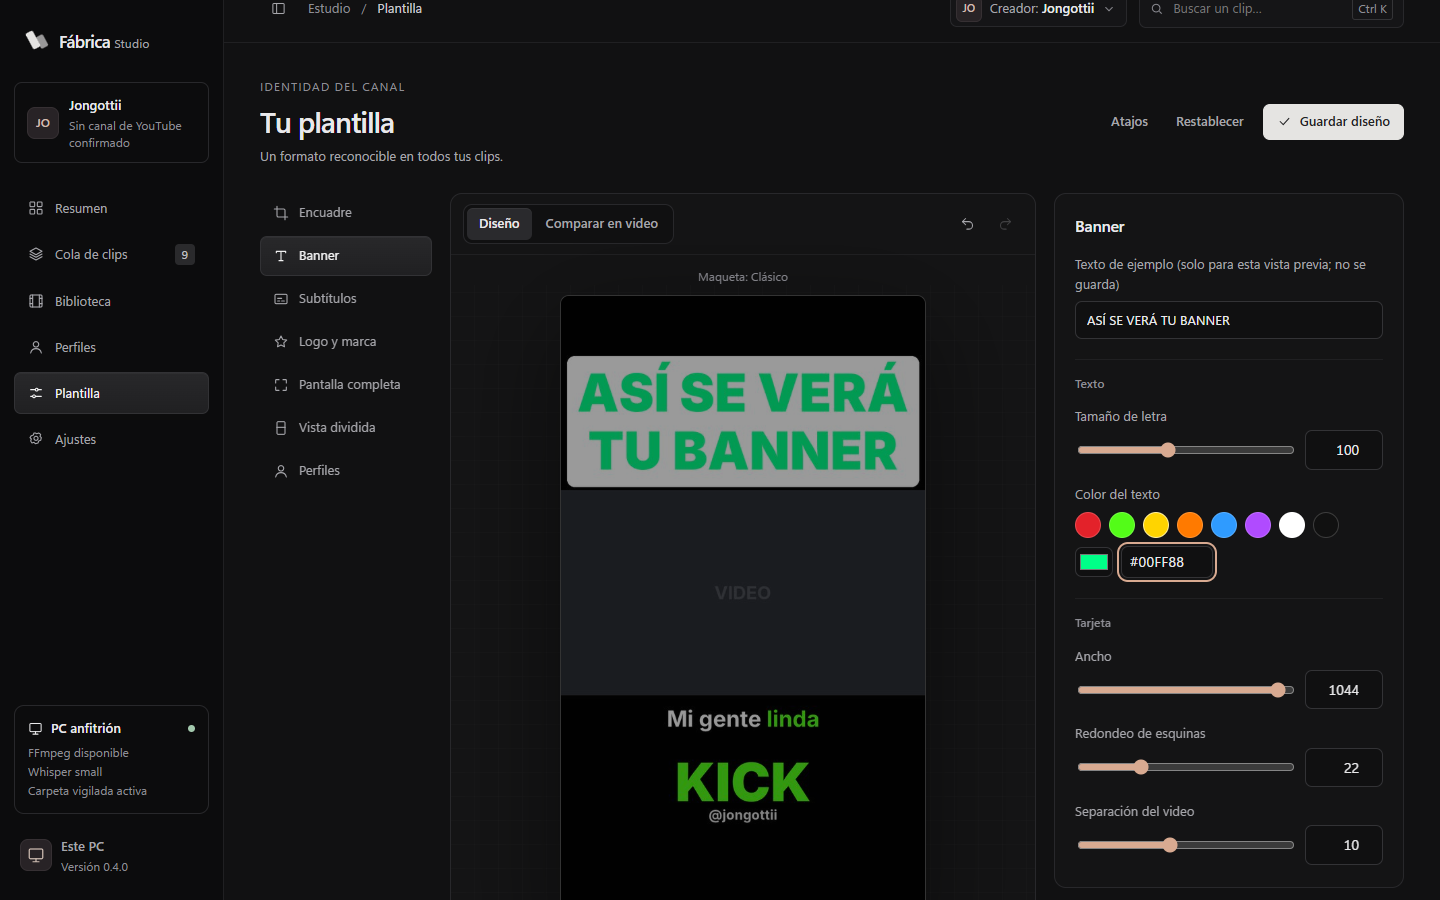 Fábrica Studio
JO
Jongottii
Sin canal de YouTube
confirmado
Resumen
Cola de clips
9
Biblioteca
Perfiles
Plantilla
Ajustes
PC anfitrión
FFmpeg disponible
Whisper small
Carpeta vigilada activa
Este PC
Versión 0.4.0
Estudio / Plantilla
JO
Creador: Jongottii
Buscar un clip...
Ctrl K
IDENTIDAD DEL CANAL
Tu plantilla
Un formato reconocible en todos tus clips.
Atajos
Restablecer
Guardar diseño
Encuadre
Banner
Subtítulos
Logo y marca
Pantalla completa
Vista dividida
Perfiles
Diseño
Comparar en video
Maqueta: Clásico
ASÍ SE VERÁ
TU BANNER
VIDEO
Mi gente linda
KICK
@jongottii
Banner
Texto de ejemplo (solo para esta vista previa; no se
guarda)
ASÍ SE VERÁ TU BANNER
Texto
Tamaño de letra
100
Color del texto
#00FF88
Tarjeta
Ancho
1044
Redondeo de esquinas
22
Separación del video
10